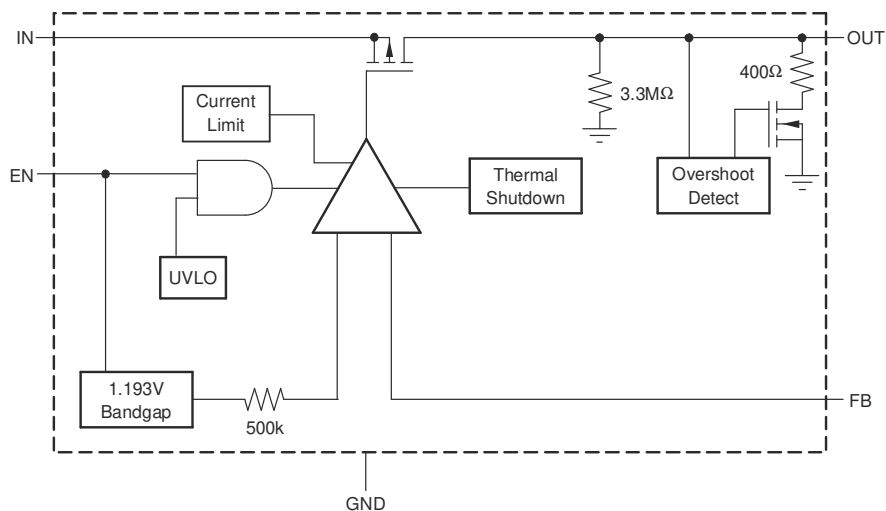 IN
OUT
400Ω
3.3MΩ
Current
Limit
EN
Thermal
Shutdown
Overshoot
Detect
UVLO
1.193V
Bandgap
500k
FB
GND